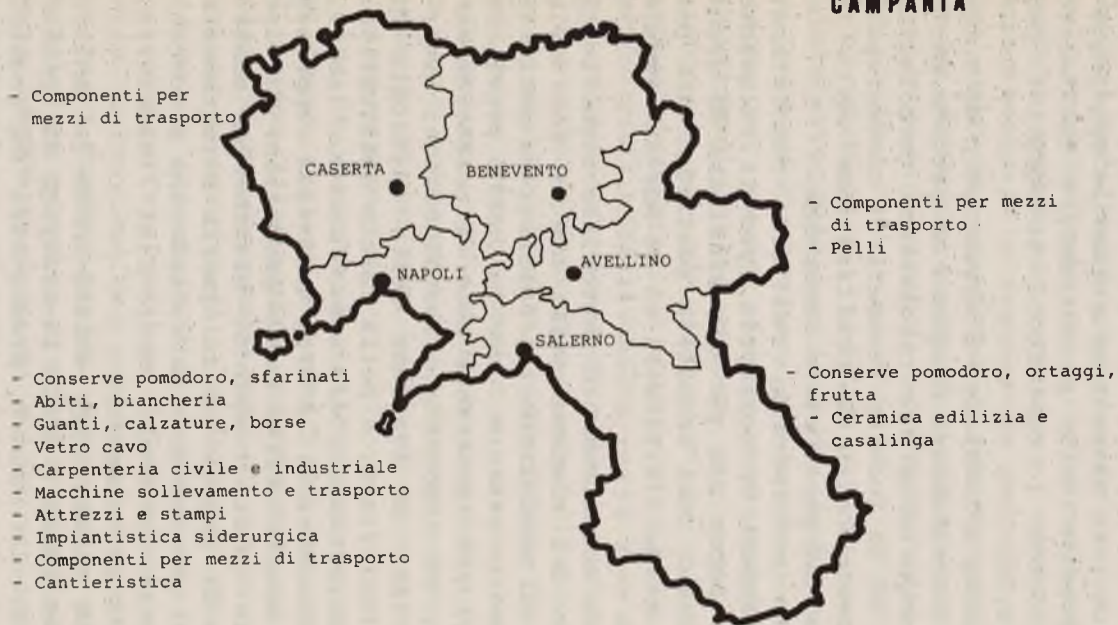 CAMPANIA
- Componenti per
mezzi di trasporto
CASERTA
BENEVENTO
- Componenti per mezzi
di trasporto
- Pelli
NAPOLI
AVELLINO
SALERNO
- Conserve pomodoro, sfarinati
- Abiti, biancheria
- Guanti, calzature, borse
- Vetro cavo
- Carpenteria civile e industriale
- Macchine sollevamento e trasporto
- Attrezzi e stampi
- Impiantistica siderurgica
- Componenti per mezzi di trasporto
- Cantieristica
- Conserve pomodoro, ortaggi,
frutta
- Ceramica edilizia e
casalinga